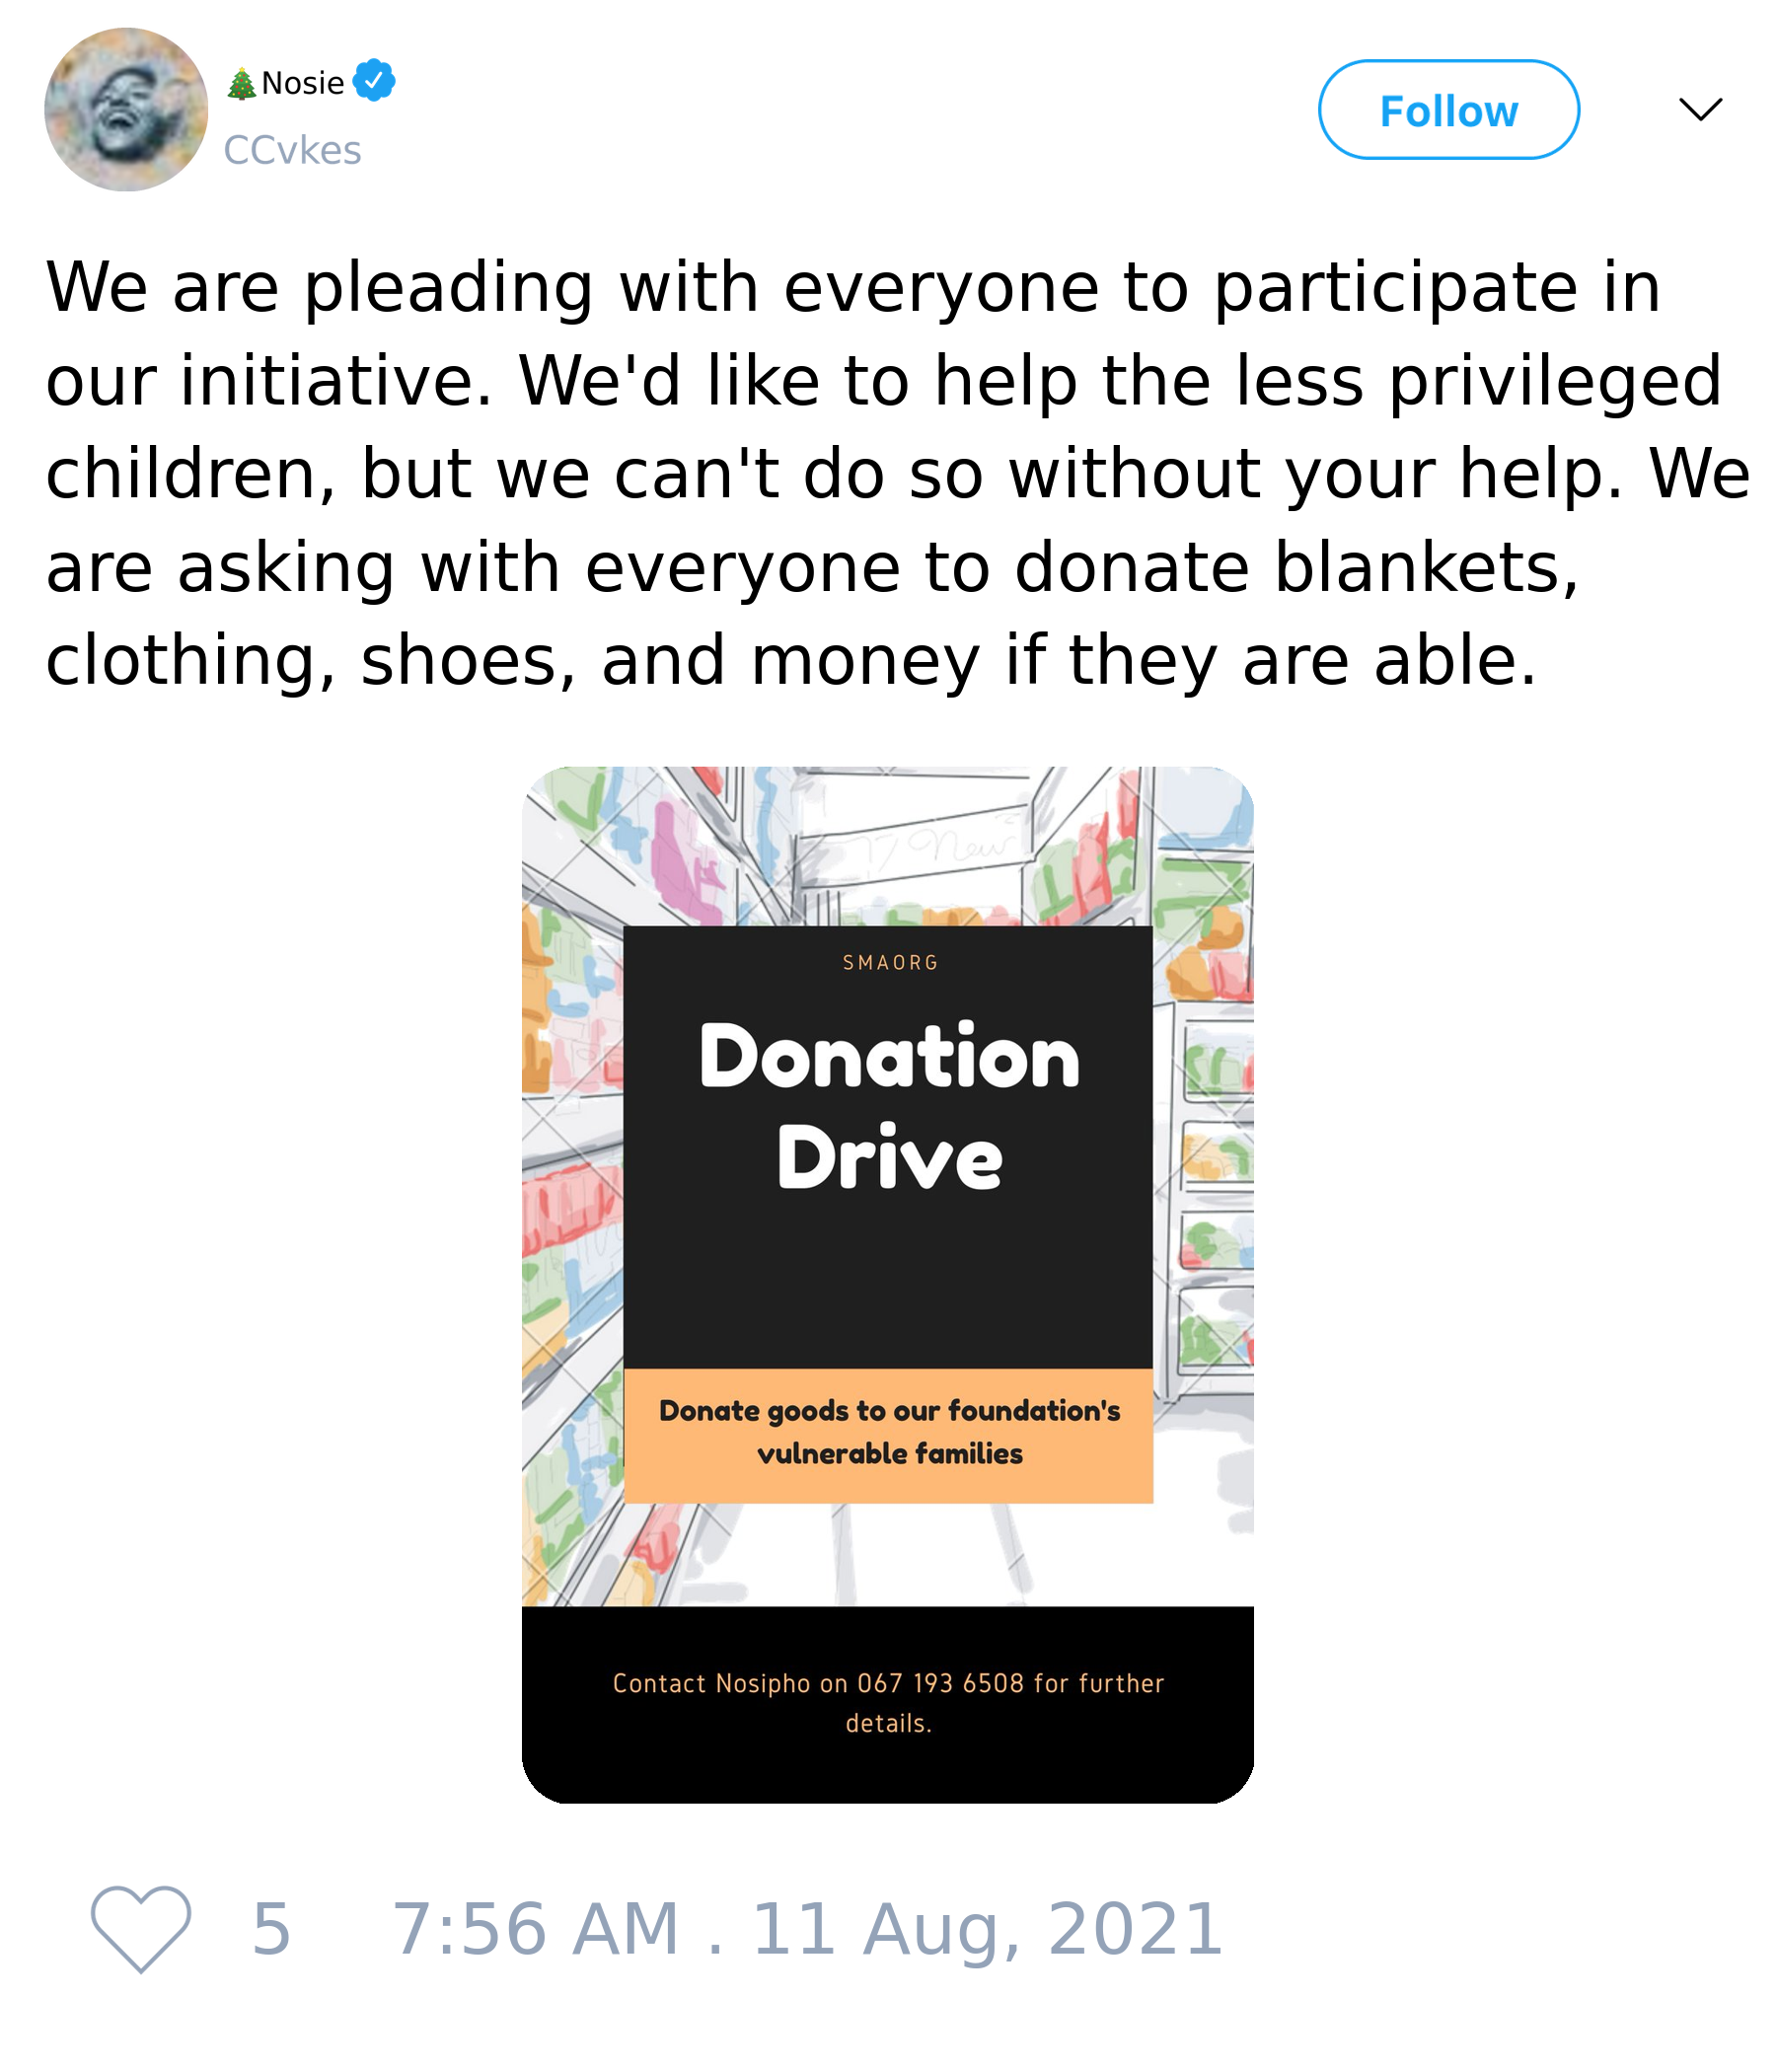 🎄Nosie
CCvkes
Follow
We are pleading with everyone to participate in
our initiative. We'd like to help the less privileged
children, but we can't do so without your help. We
are asking with everyone to donate blankets,
clothing, shoes, and money if they are able.
SMAORG
Donation
Drive
Donate goods to our foundation's
vulnerable families
Contact Nosipho on 067 193 6508 for further
details.
5 7:56 AM . 11 Aug, 2021